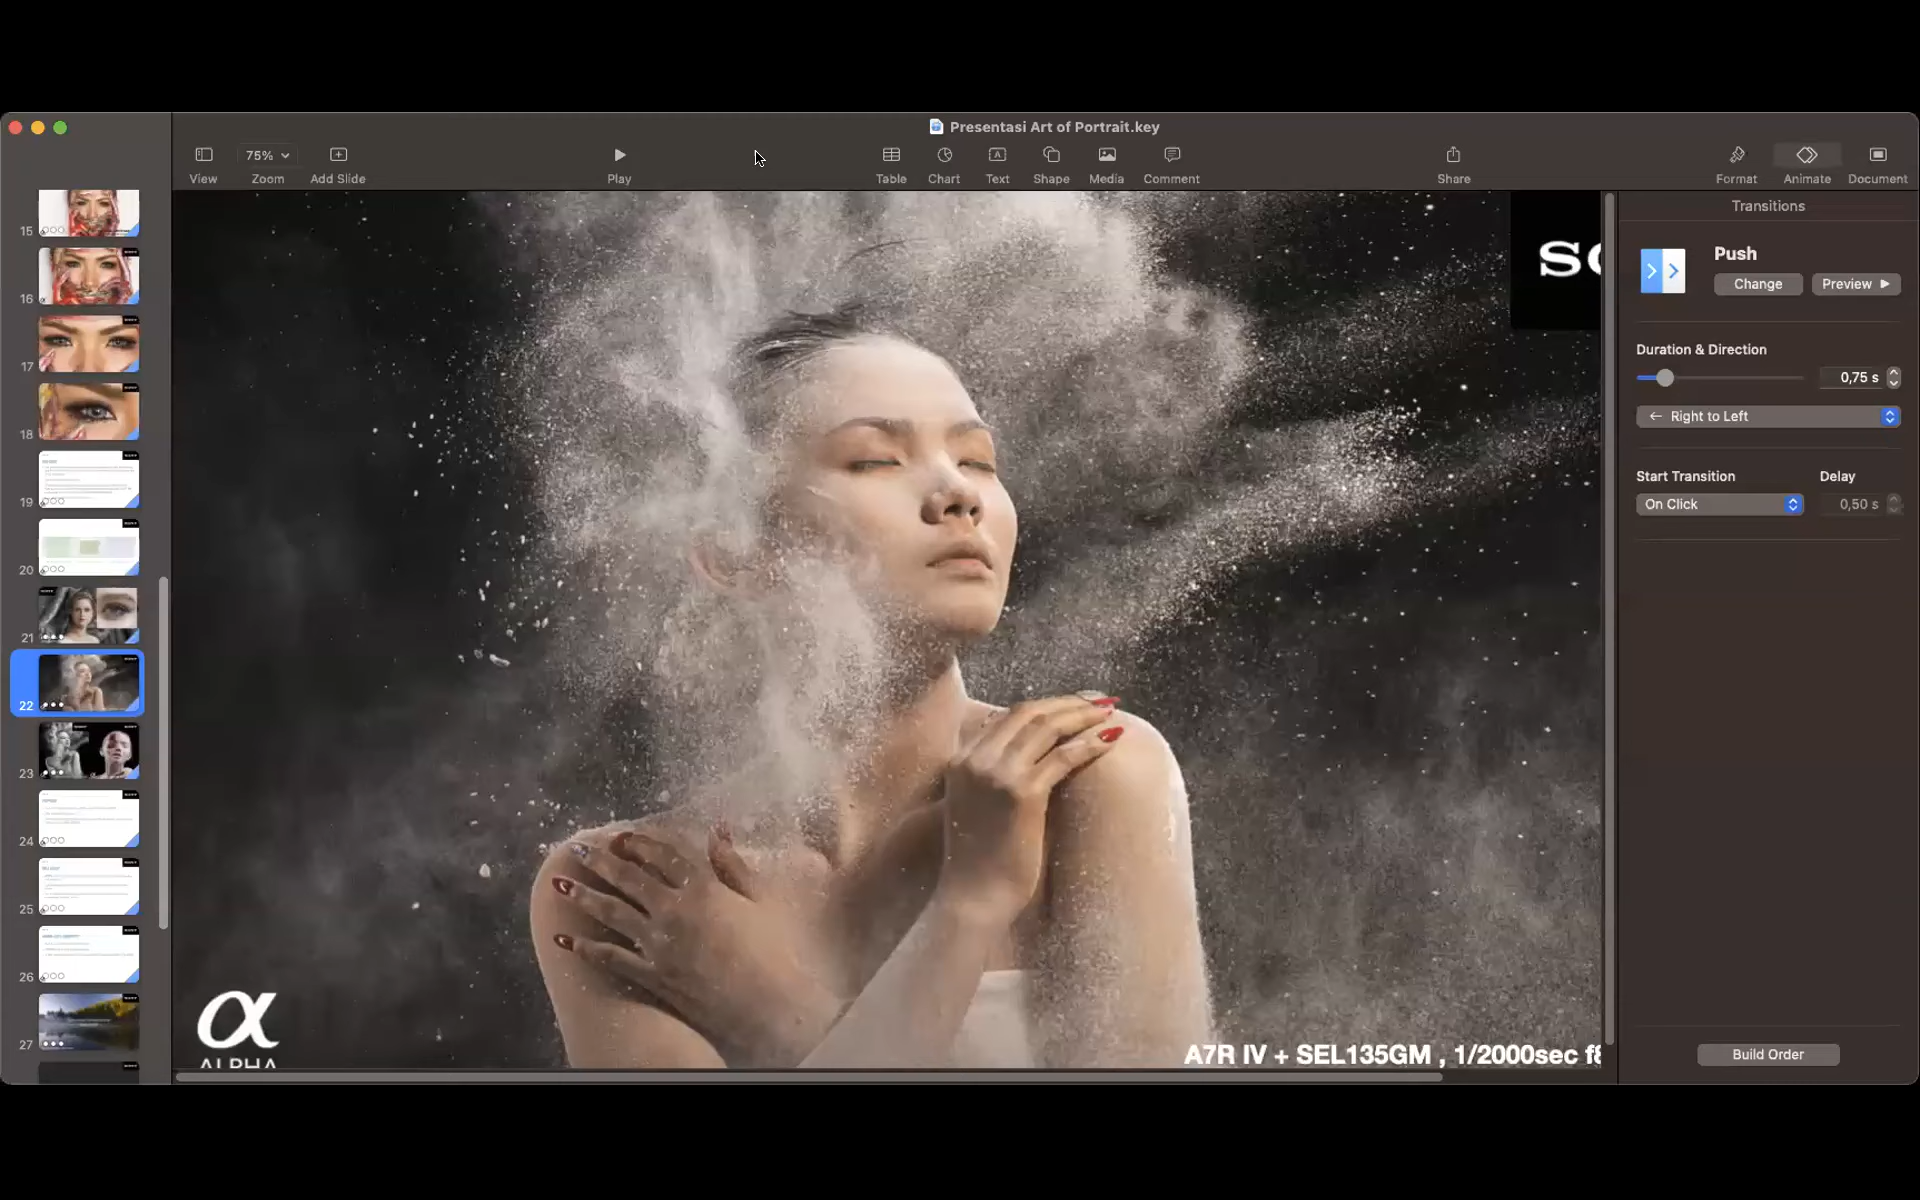 Presentasi Art of Portrait.key
75%
View
Zoom
Add Slide
Play
Table
Chart
Text
Shape
Media
Comment
Share
Format
Animate
Document
15
16
17
18
19
20
21
22
23
24
25
26
27
SO
α
ALPHA
A7R IV + SEL135GM , 1/2000sec f8
Transitions
Push
Change
Preview
Duration & Direction
0,75 s
Right to Left
Start Transition
Delay
On Click
0,50 s
Build Order